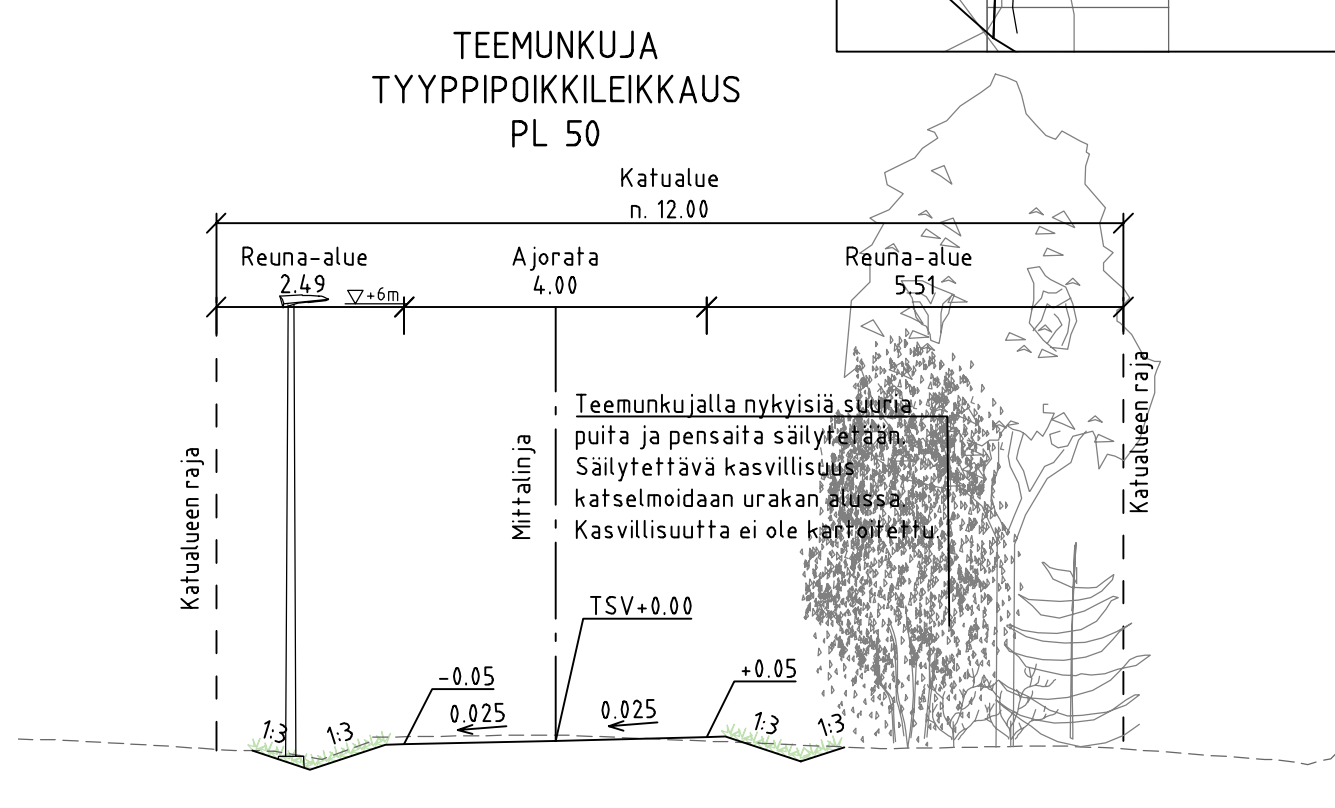 TEEMUNKUJA
TYYPPIPOIKKILEIKKAUS
PL 50
Katualue
n. 12.00
Reuna-alue
2.49
+6m
Ajorata
4.00
Reuna-alue
5.51
Katualueen raja
Mittalinja
Teemunkujalla nykyisiä suuria
puita ja pensaita säilytetään.
Säilytettävä kasvillisuus
katselmoidaan urakan alussa.
Kasvillisuutta ei ole kartoitettu.
Katualueen raja
TSV+0.00
-0.05
+0.05
0.025
0.025
1:3
1:3
1:3
1:3